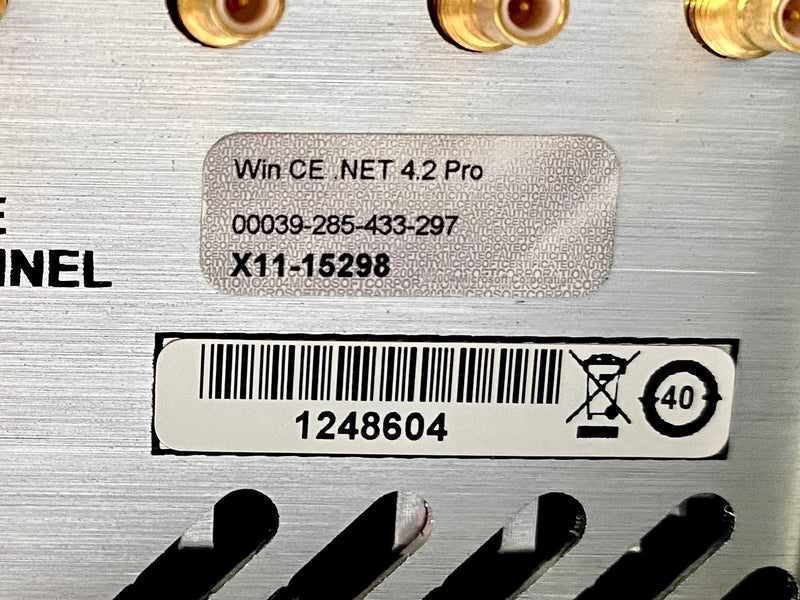 Win CE .NET 4.2 Pro
00039-285-433-297
X11-15298
NEL
1248604
40